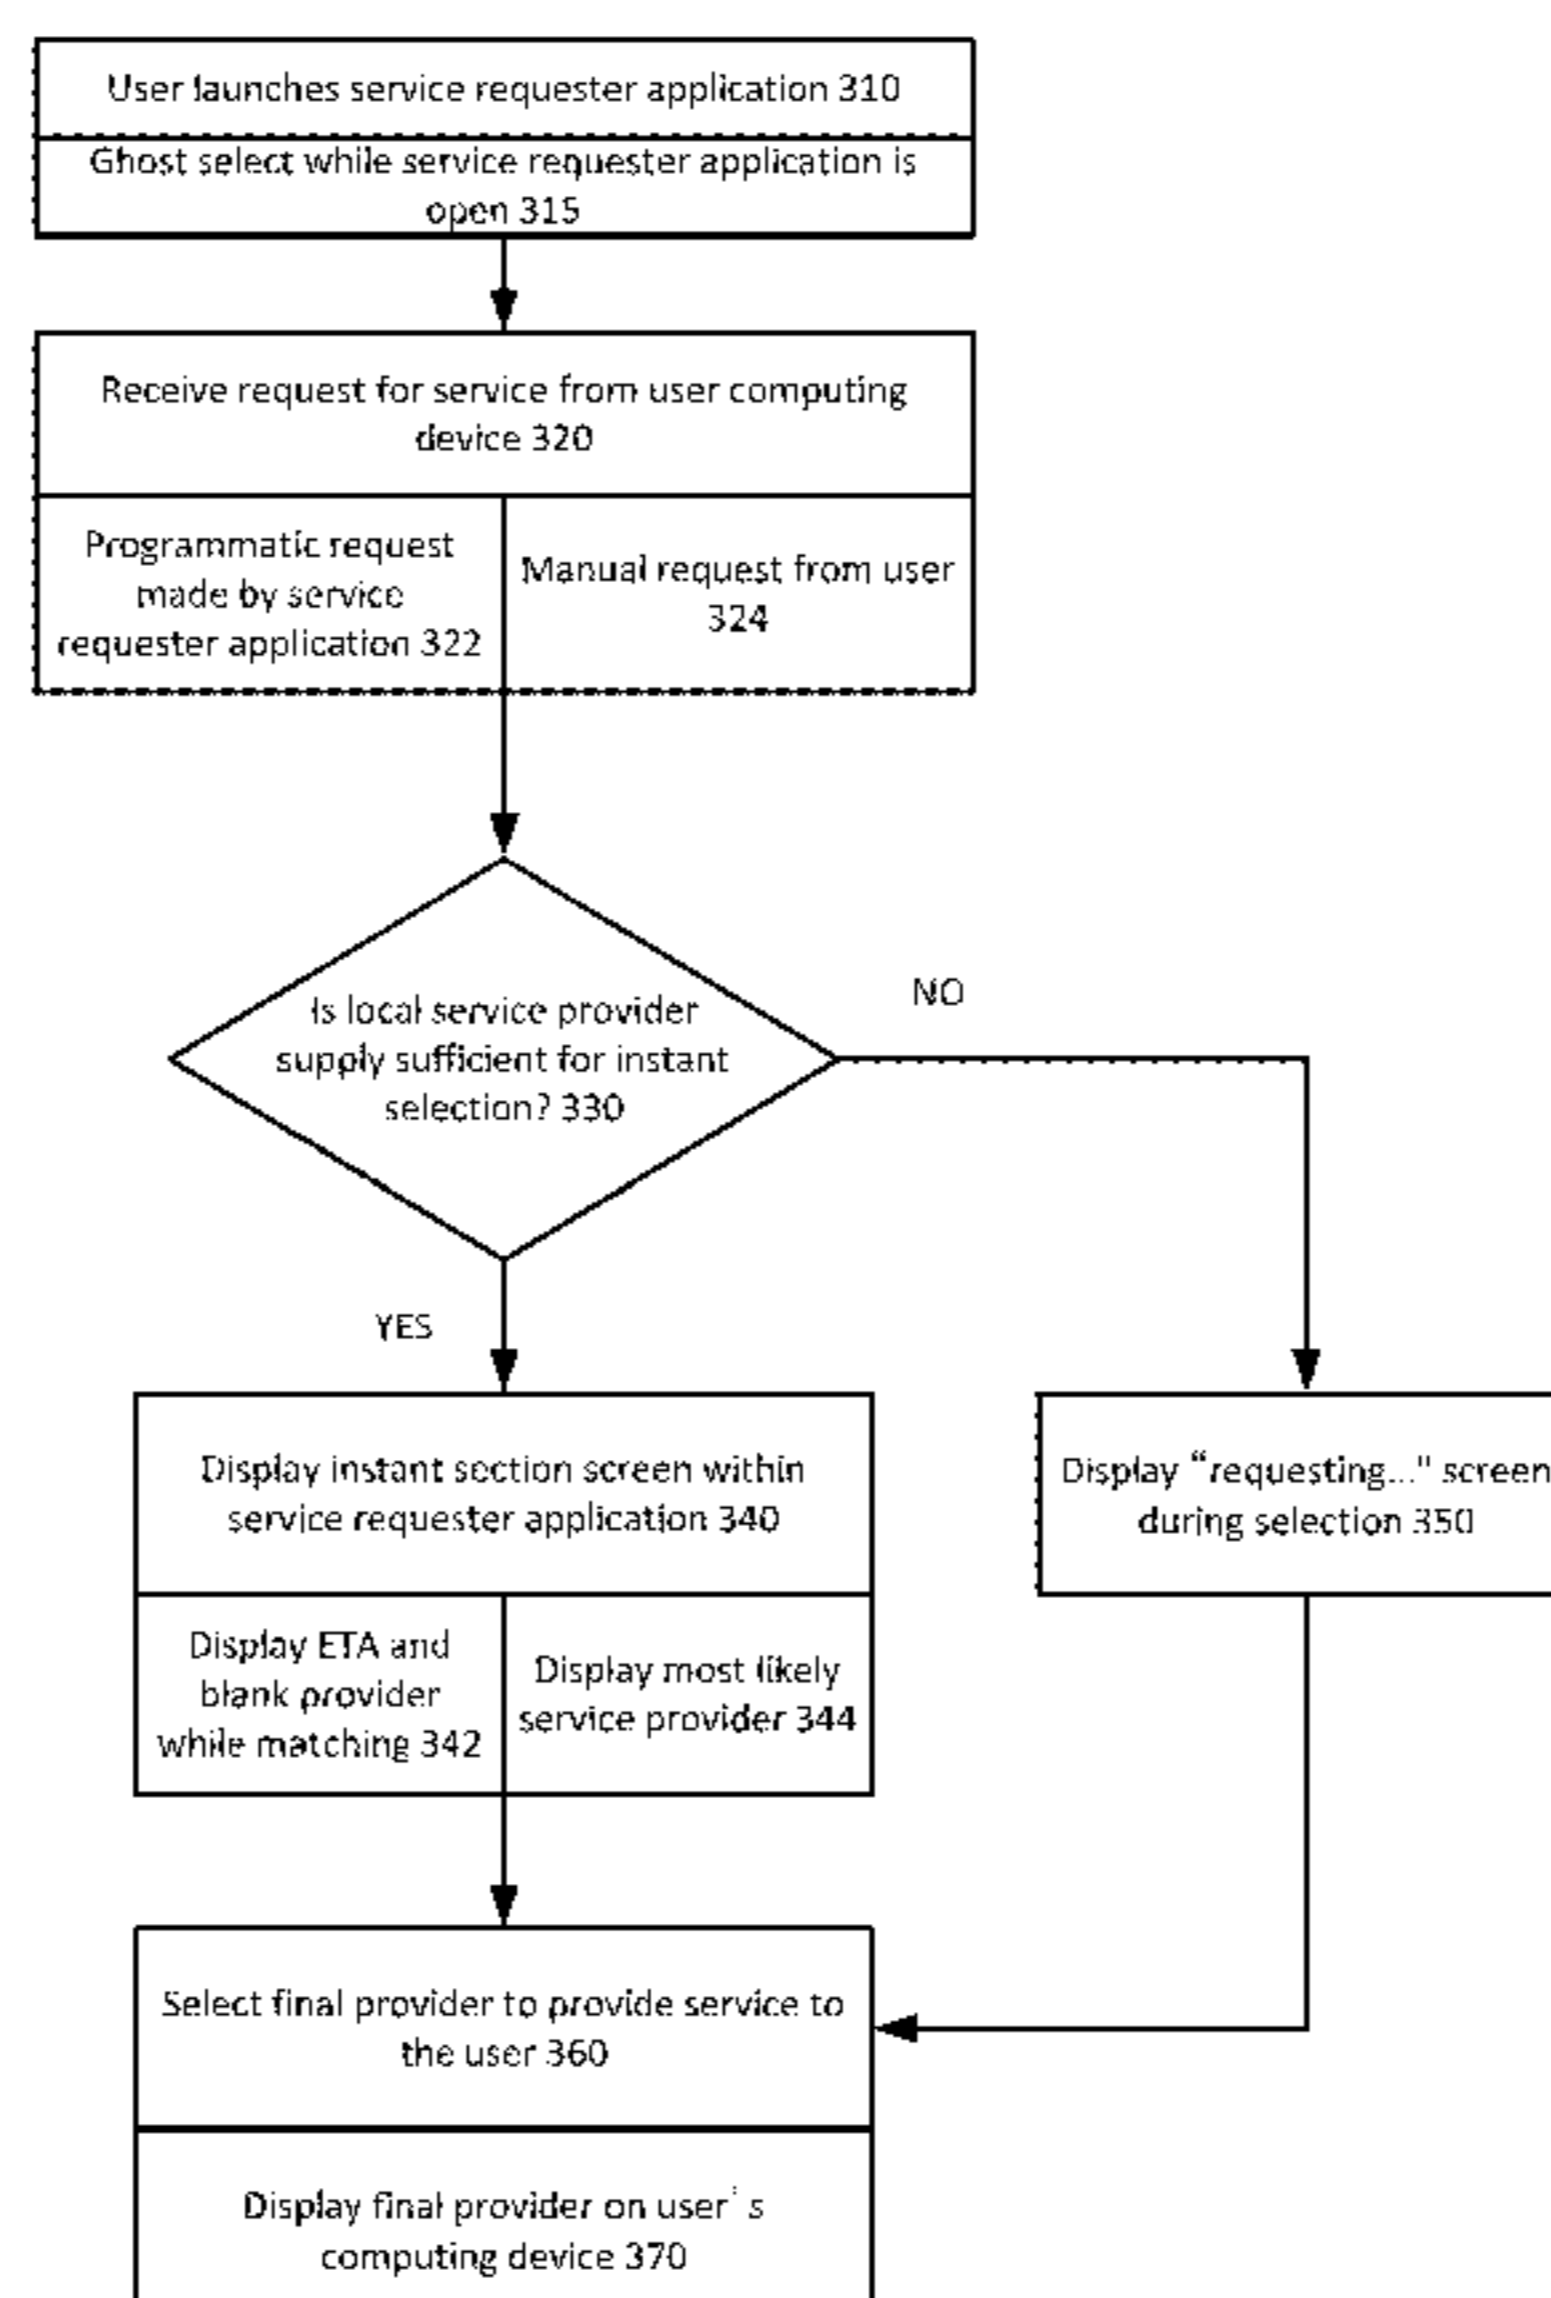 User launches service requester application 310
Ghost select while service requester application is
open 315
Receive request for service from user computing
device 320
Programmatic request
made by service
requester application 322
Manual request from user
324
Is local service provider
supply sufficient for instant
selection? 330
NO
YES
Display instant section screen within
service requester application 340
Display "requesting..." screen
during selection 350
Display ETA and
blank provider
while matching 342
Display most likely
service provider 344
Select final provider to provide service to
the user 360
Display final provider on user's
computing device 370